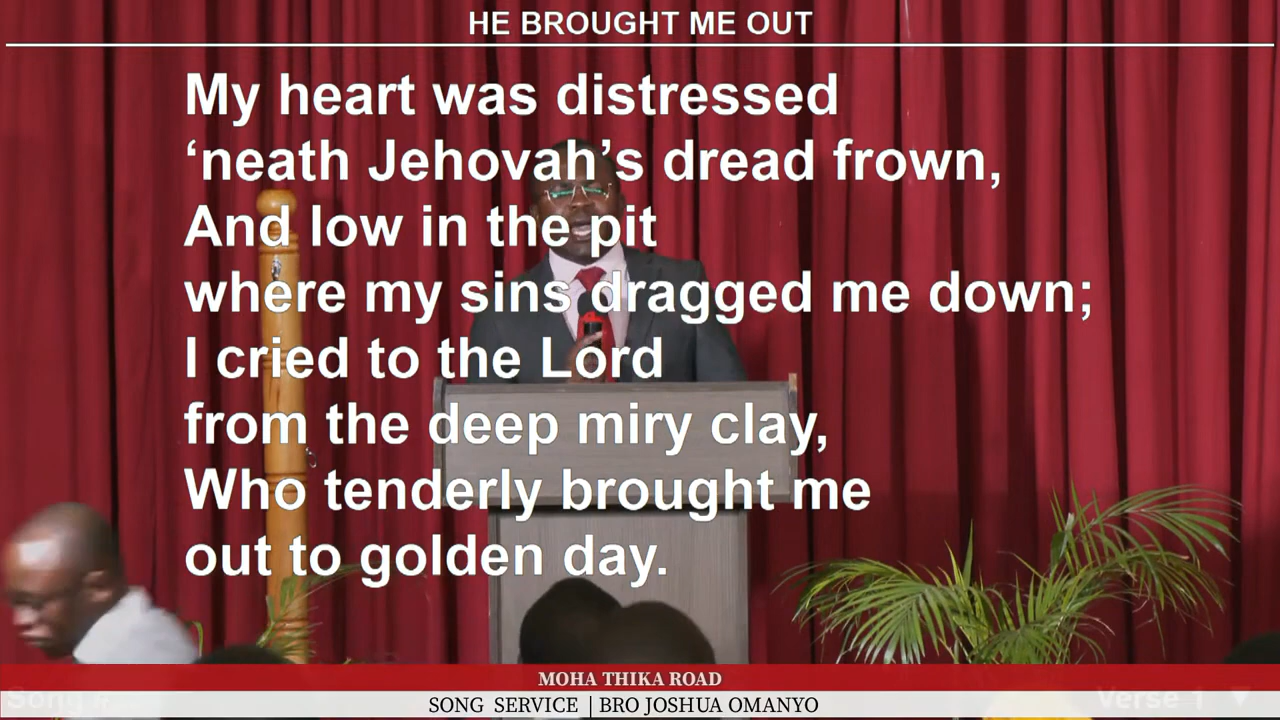 HE BROUGHT ME OUT
My heart was distressed
‘neath Jehovah’s dread frown,
And low in the pit
where my sins dragged me down;
I cried to the Lord
from the deep miry clay,
Who tenderly brought me
out to golden day.
MOHA THIKA ROAD
Song #
Verse 1 ▼
SONG SERVICE | BRO JOSHUA OMANYO